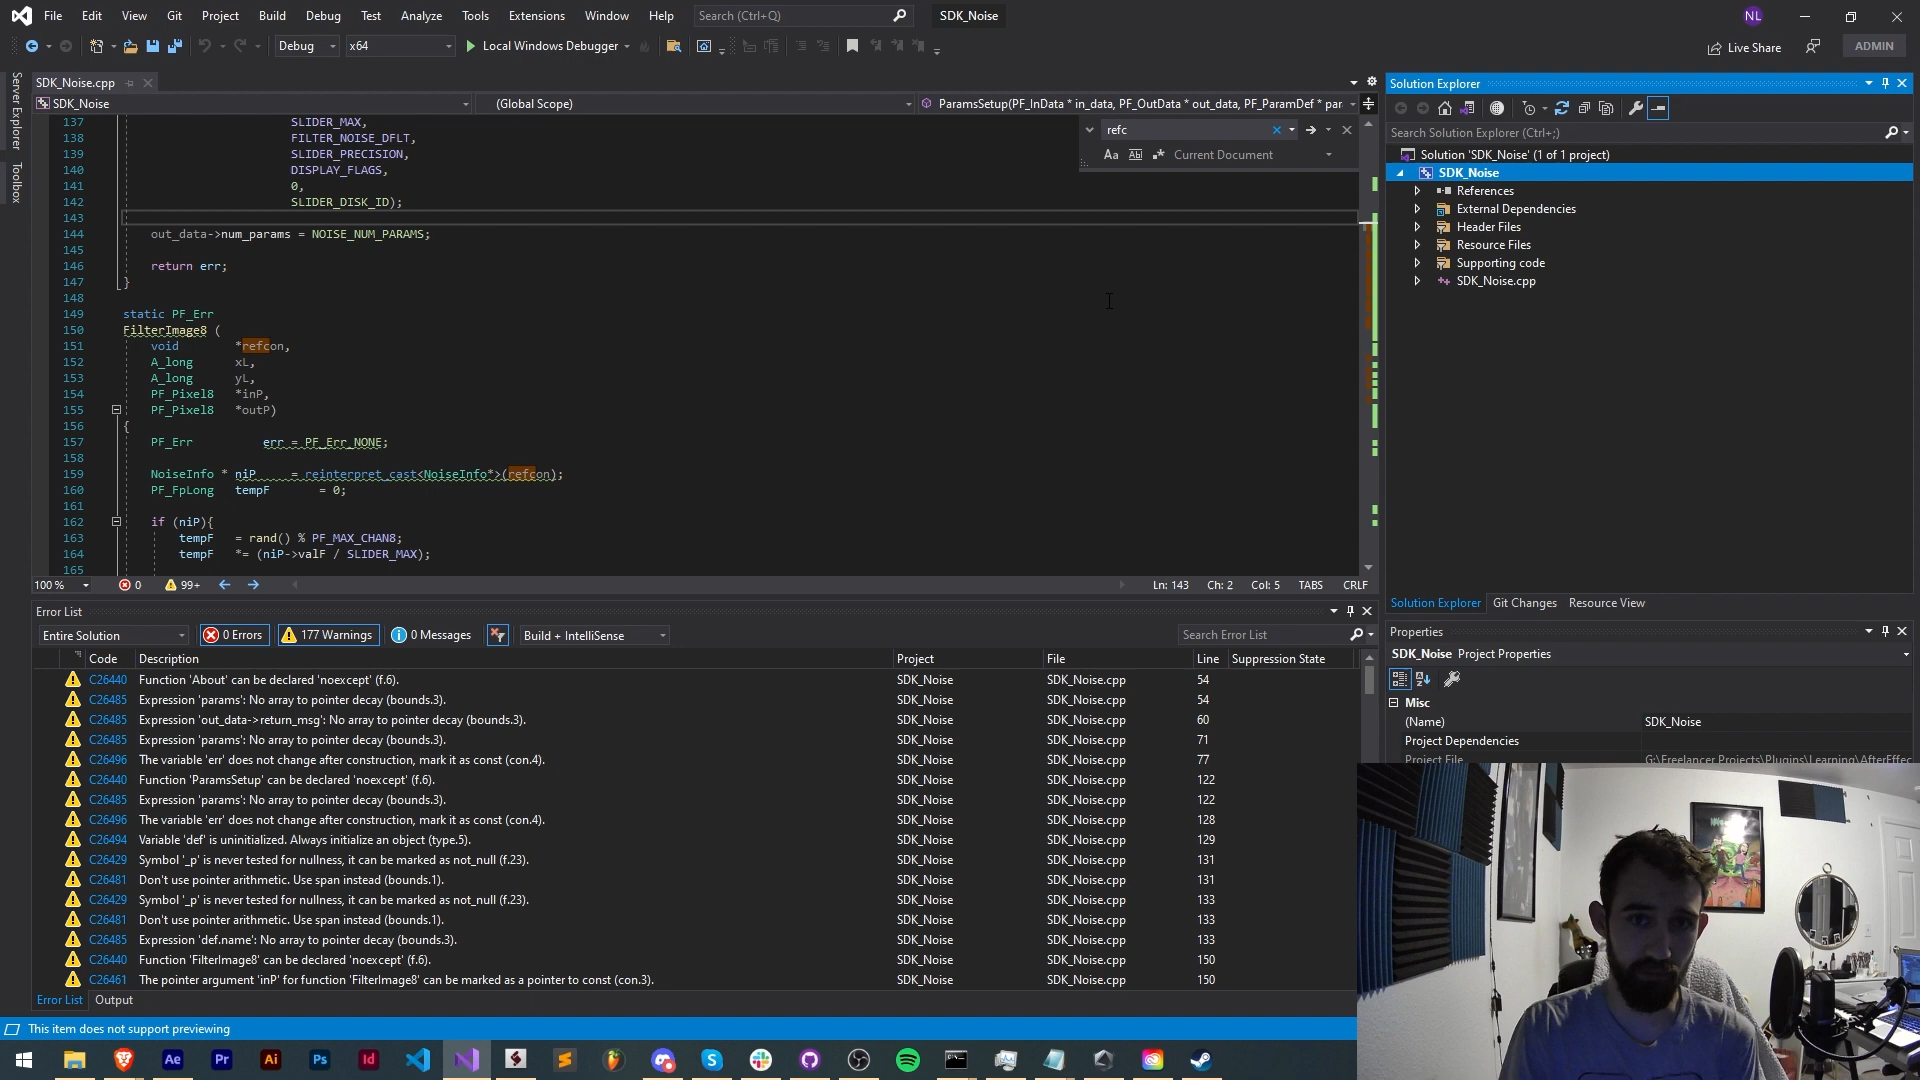 File Edit View Git Project Build Debug Test Analyze Tools Extensions Window Help Search (Ctrl+Q) SDK_Noise NL
Debug x64 Local Windows Debugger Live Share ADMIN
Server Explorer
Toolbox
SDK_Noise.cpp
SDK_Noise (Global Scope) ParamsSetup(PF_InData * in_data, PF_OutData * out_data, PF_ParamDef * par
refc
Aa Ab Current Document
137 SLIDER_MAX,
138 FILTER_NOISE_DFLT,
139 SLIDER_PRECISION,
140 DISPLAY_FLAGS,
141 0,
142 SLIDER_DISK_ID);
143
144 out_data->num_params = NOISE_NUM_PARAMS;
145
146 return err;
147 }
148
149 static PF_Err
150 FilterImage8 (
151 void *refcon,
152 A_long xL,
153 A_long yL,
154 PF_Pixel8 *inP,
155 PF_Pixel8 *outP)
156 {
157 PF_Err err = PF_Err_NONE;
158
159 NoiseInfo * niP = reinterpret_cast<NoiseInfo*>(refcon);
160 PF_FpLong tempF = 0;
161
162 if (niP){
163 tempF = rand() % PF_MAX_CHAN8;
164 tempF *= (niP->valF / SLIDER_MAX);
165
100 % 0 99+ Ln: 143 Ch: 2 Col: 5 TABS CRLF
Error List
Entire Solution 0 Errors 177 Warnings 0 Messages Build + IntelliSense Search Error List
Code Description Project File Line Suppression State
C26440 Function 'About' can be declared 'noexcept' (f.6). SDK_Noise SDK_Noise.cpp 54
C26485 Expression 'params': No array to pointer decay (bounds.3). SDK_Noise SDK_Noise.cpp 54
C26485 Expression 'out_data->return_msg': No array to pointer decay (bounds.3). SDK_Noise SDK_Noise.cpp 60
C26485 Expression 'params': No array to pointer decay (bounds.3). SDK_Noise SDK_Noise.cpp 71
C26496 The variable 'err' does not change after construction, mark it as const (con.4). SDK_Noise SDK_Noise.cpp 77
C26440 Function 'ParamsSetup' can be declared 'noexcept' (f.6). SDK_Noise SDK_Noise.cpp 122
C26485 Expression 'params': No array to pointer decay (bounds.3). SDK_Noise SDK_Noise.cpp 122
C26496 The variable 'err' does not change after construction, mark it as const (con.4). SDK_Noise SDK_Noise.cpp 128
C26494 Variable 'def' is uninitialized. Always initialize an object (type.5). SDK_Noise SDK_Noise.cpp 129
C26429 Symbol '_p' is never tested for nullness, it can be marked as not_null (f.23). SDK_Noise SDK_Noise.cpp 131
C26481 Don't use pointer arithmetic. Use span instead (bounds.1). SDK_Noise SDK_Noise.cpp 131
C26429 Symbol '_p' is never tested for nullness, it can be marked as not_null (f.23). SDK_Noise SDK_Noise.cpp 133
C26481 Don't use pointer arithmetic. Use span instead (bounds.1). SDK_Noise SDK_Noise.cpp 133
C26485 Expression 'def.name': No array to pointer decay (bounds.3). SDK_Noise SDK_Noise.cpp 133
C26440 Function 'FilterImage8' can be declared 'noexcept' (f.6). SDK_Noise SDK_Noise.cpp 150
C26461 The pointer argument 'inP' for function 'FilterImage8' can be marked as a pointer to const (con.3). SDK_Noise SDK_Noise.cpp 150
Error List Output
This item does not support previewing
Solution Explorer
Search Solution Explorer (Ctrl+;)
Solution 'SDK_Noise' (1 of 1 project)
SDK_Noise
References
External Dependencies
Header Files
Resource Files
Supporting code
SDK_Noise.cpp
Solution Explorer Git Changes Resource View
Properties
SDK_Noise Project Properties
Misc
(Name) SDK_Noise
Project Dependencies
Project File G:\Freelancer Projects\Plugins\Learning\AfterEffec
Ae Pr Ai Ps Id